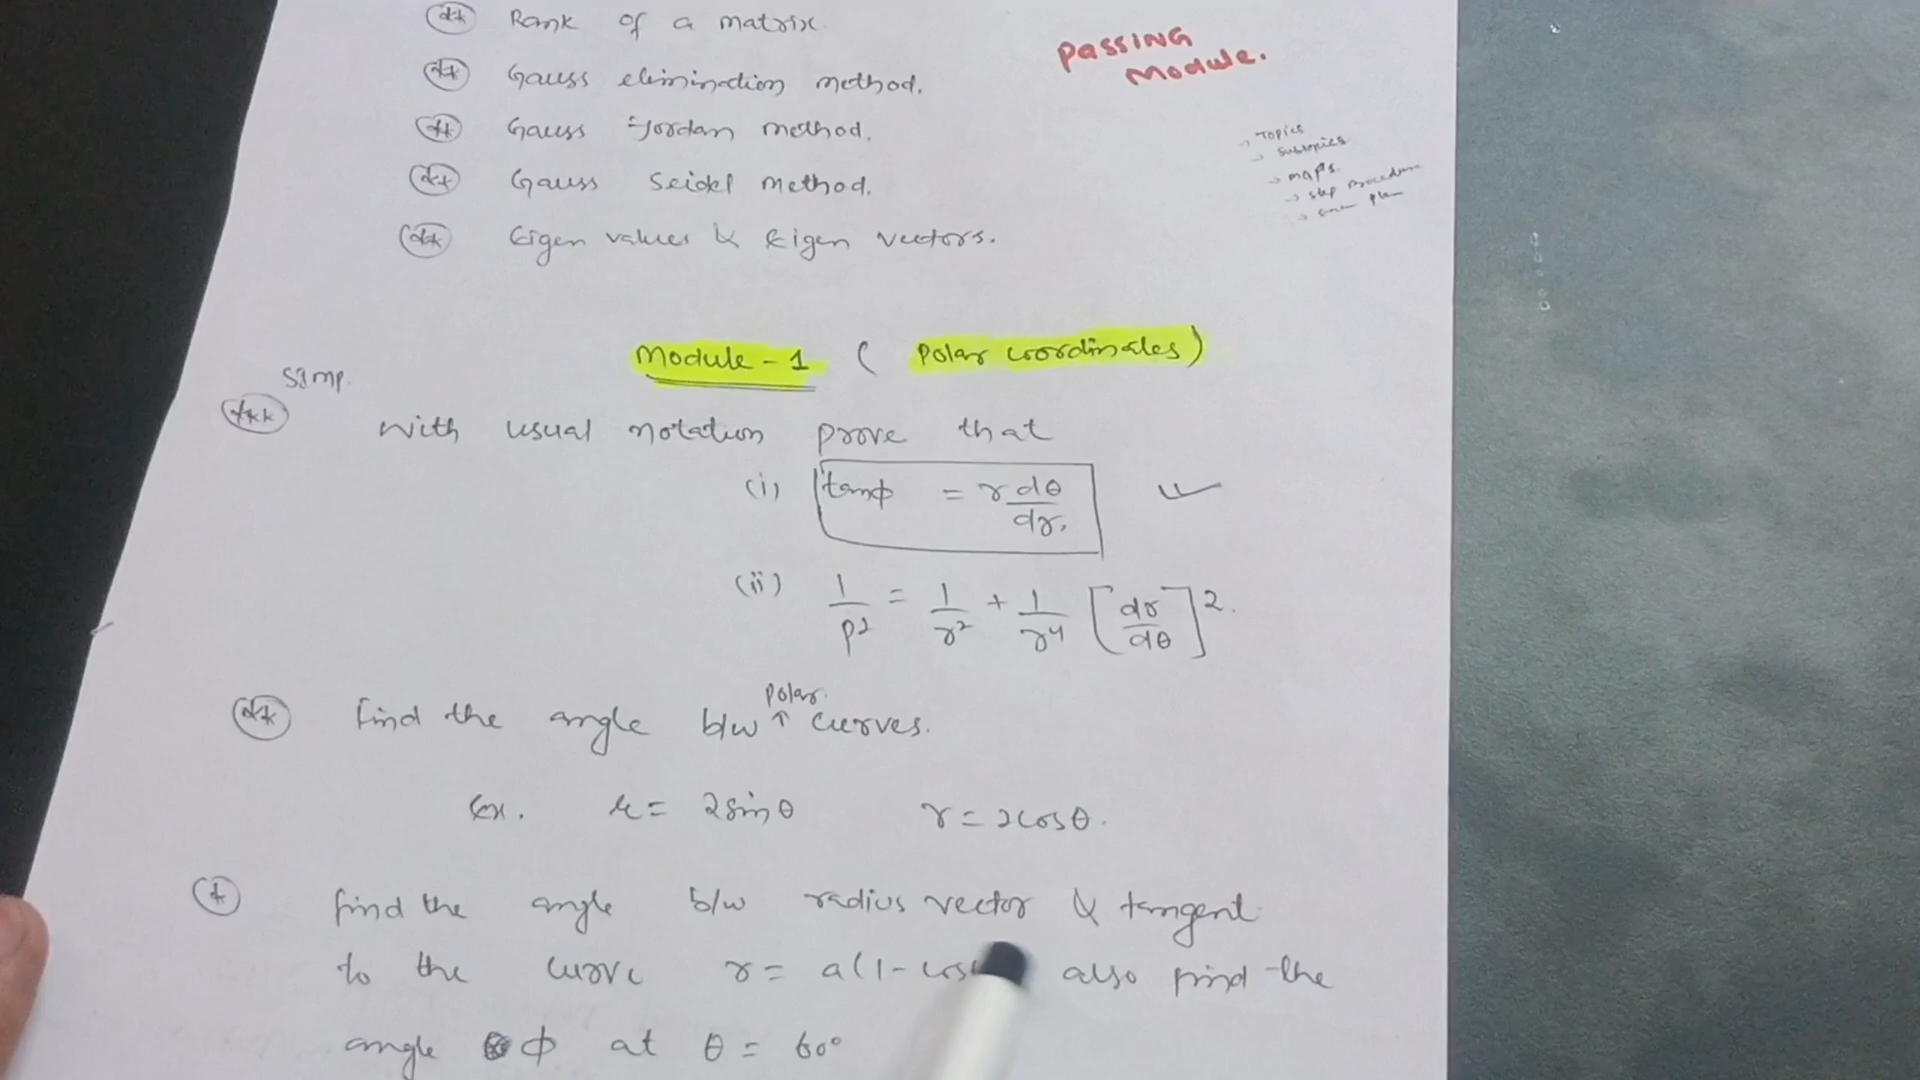 ** Rank of a matrix.
** Gauss elimination method.
** Gauss Jordan method.
** Gauss Seidel method.
** Eigen values & Eigen vectors.
PASSING
Module.
→ Topics
→ Subtopics
→ maps.
→ step procedure
→ plan
Module-1 (Polar coordinates)
SImp.
*** With usual notation prove that
(i) tanϕ = r dθ/dr.
(ii) 1/p² = 1/r² + 1/r⁴ [dr/dθ]².
** Find the angle b/w ↑ curves.
polar.
Ex. r = 2sinθ r = 2cosθ.
* find the angle b/w radius vector & tangent
to the curve r = a(1-cos also find the
angle ϕ at θ = 60°